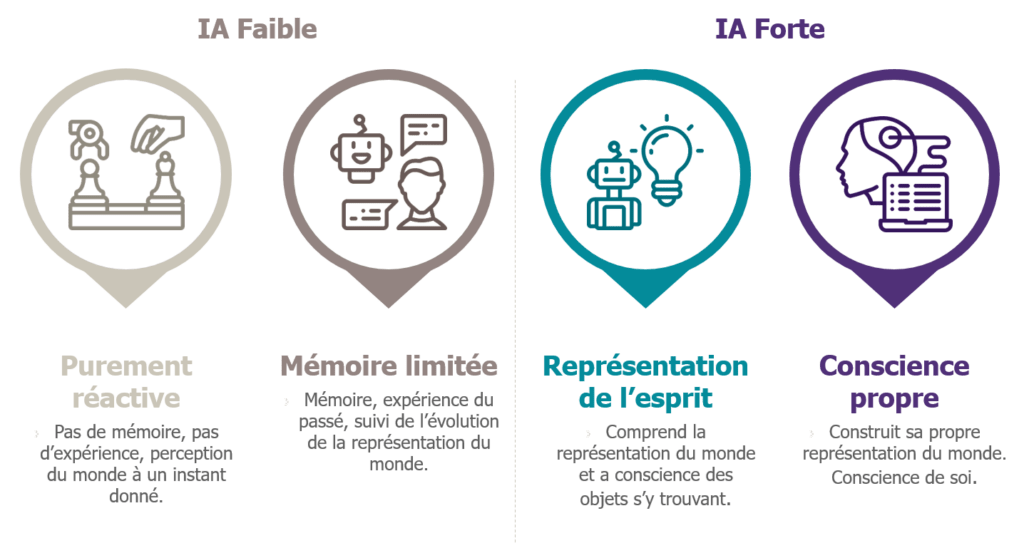 IA Faible
IA Forte
Purement
réactive
› Pas de mémoire, pas
d’expérience, perception
du monde à un instant
donné.
Mémoire limitée
› Mémoire, expérience du
passé, suivi de l’évolution
de la représentation du
monde.
Représentation
de l’esprit
› Comprend la
représentation du monde
et a conscience des
objets s’y trouvant.
Conscience
propre
› Construit sa propre
représentation du monde.
Conscience de soi.